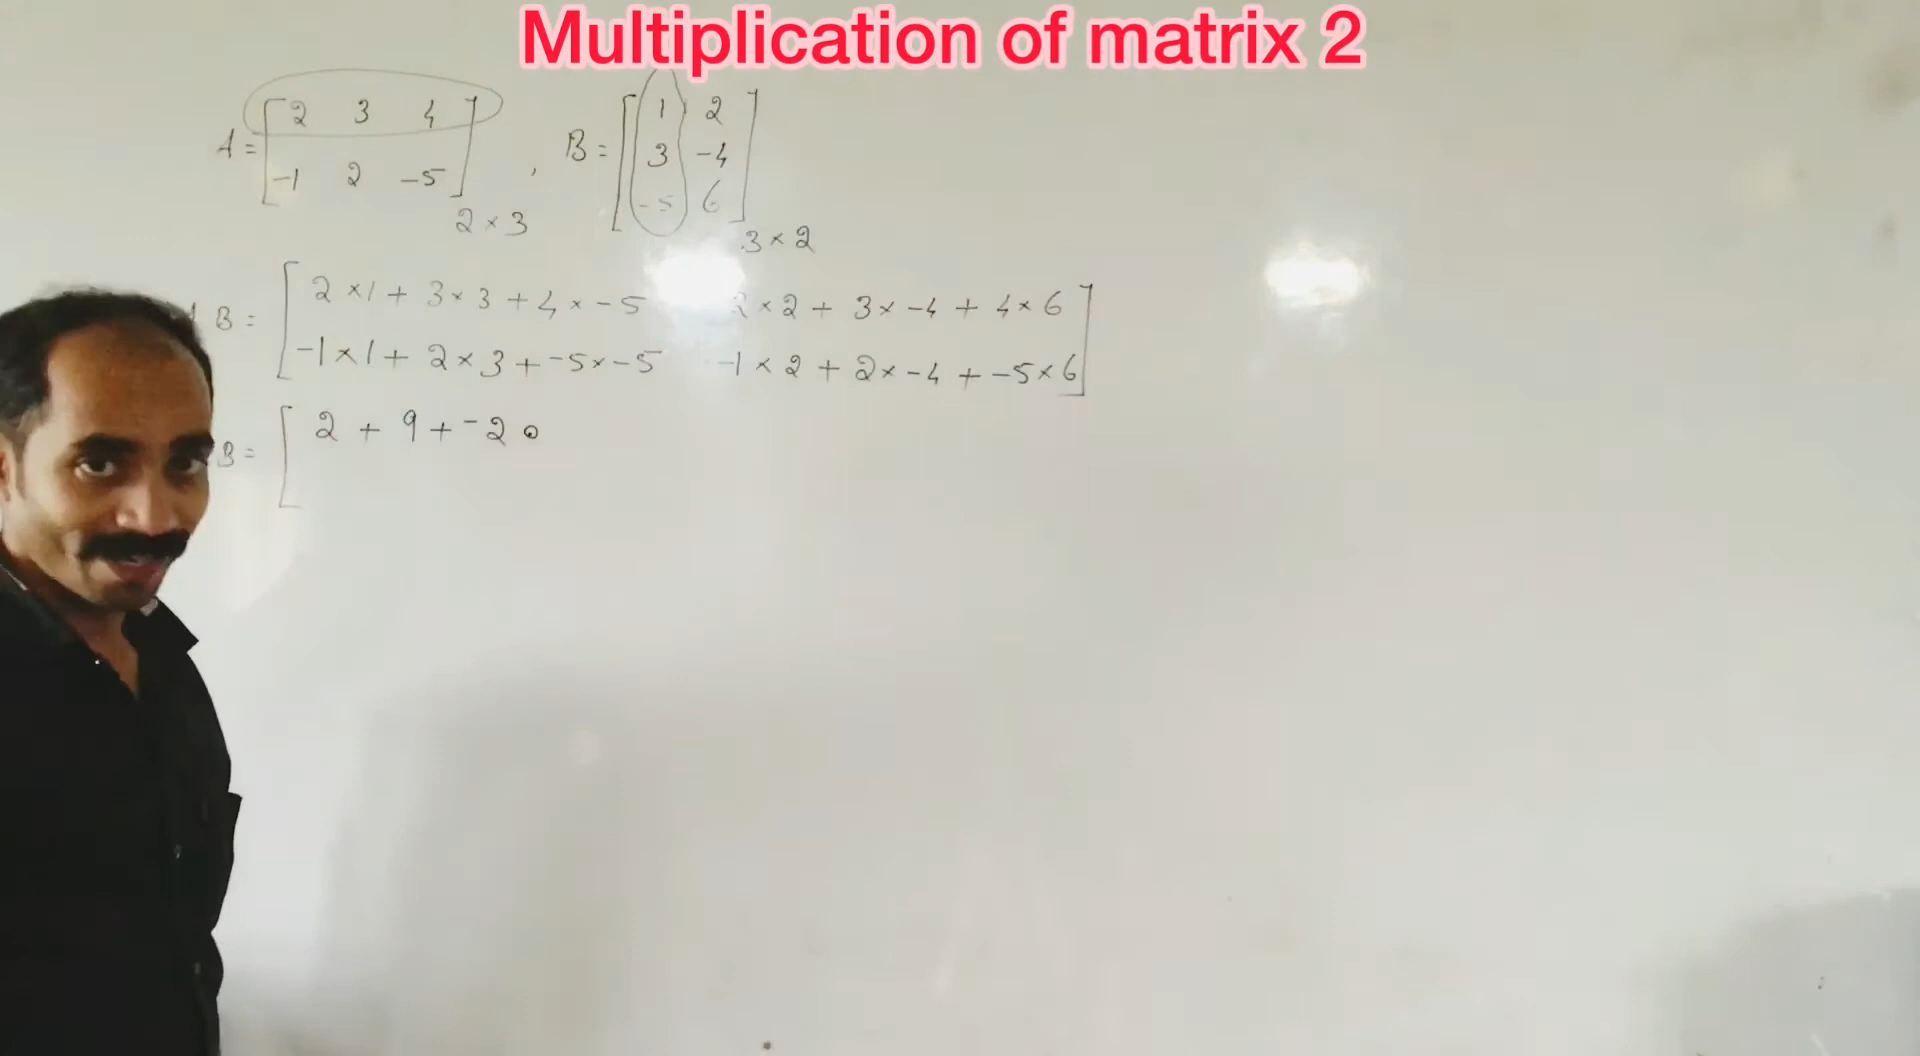 Multiplication of matrix 2
A = [ 2 3 4
-1 2 -5 ] 2 × 3 , B = [ 1 2
3 -4
-5 6 ] 3 × 2
B = [ 2 × 1 + 3 × 3 + 4 × -5 2 × 2 + 3 × -4 + 4 × 6
-1 × 1 + 2 × 3 + -5 × -5 -1 × 2 + 2 × -4 + -5 × 6 ]
B = [ 2 + 9 + -20